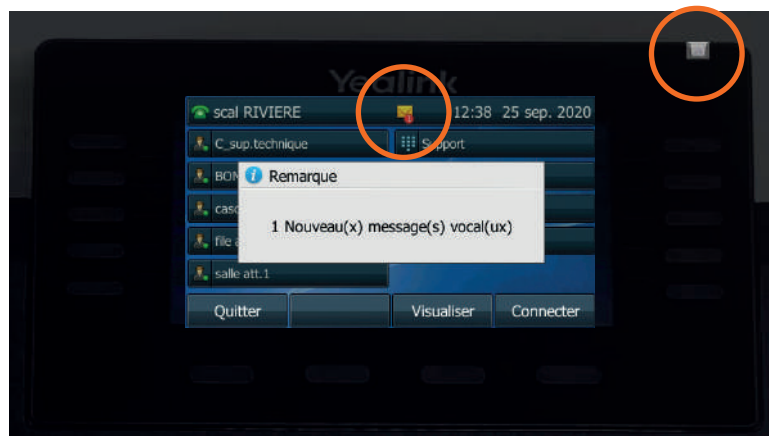 Yealink
scal RIVIERE 12:38 25 sep. 2020
C_sup.technique Support
BON
Remarque
casc
1 Nouveau(x) message(s) vocal(ux)
file
salle att.1
Quitter Visualiser Connecter